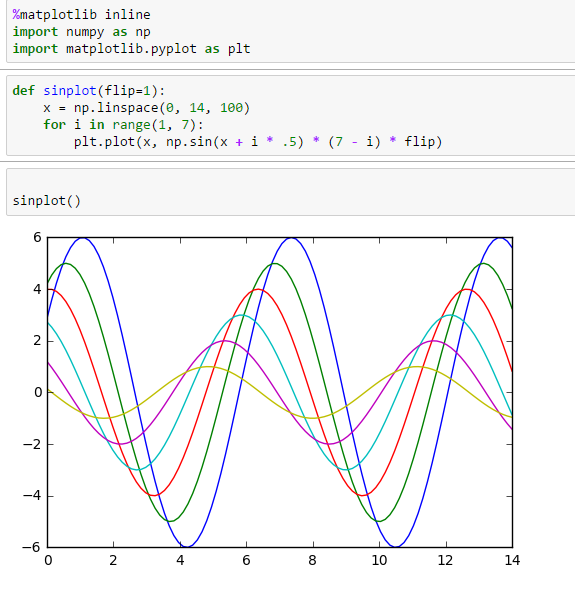 %matplotlib inline
import numpy as np
import matplotlib.pyplot as plt
def sinplot(flip=1):
    x = np.linspace(0, 14, 100)
    for i in range(1, 7):
        plt.plot(x, np.sin(x + i * .5) * (7 - i) * flip)
sinplot()
6
4
2
0
−2
−4
−6
0 2 4 6 8 10 12 14